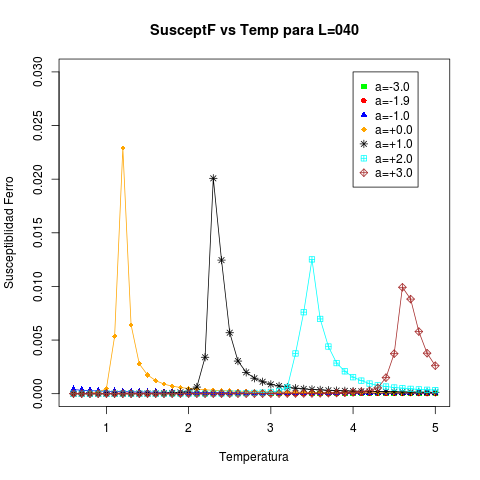 SusceptF vs Temp para L=040
Susceptiblidad Ferro
0.030
0.025
0.020
0.015
0.010
0.005
0.000
a=-3.0
a=-1.9
a=-1.0
a=+0.0
a=+1.0
a=+2.0
a=+3.0
1 2 3 4 5
Temperatura